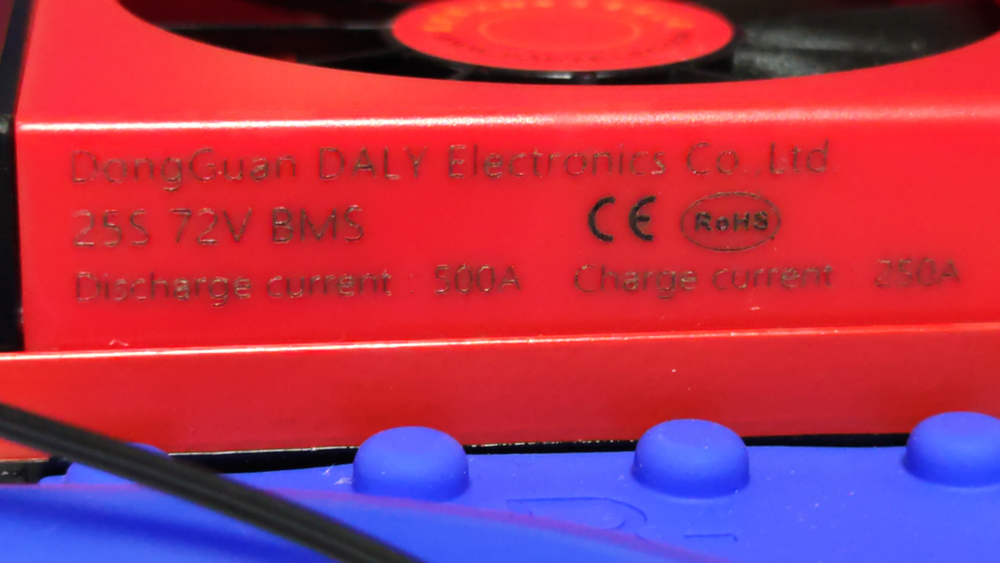 DongGuan DALY Electronics Co.,Ltd.
25S 72V BMS CE RoHS
Discharge current : 500A Charge current : 250A